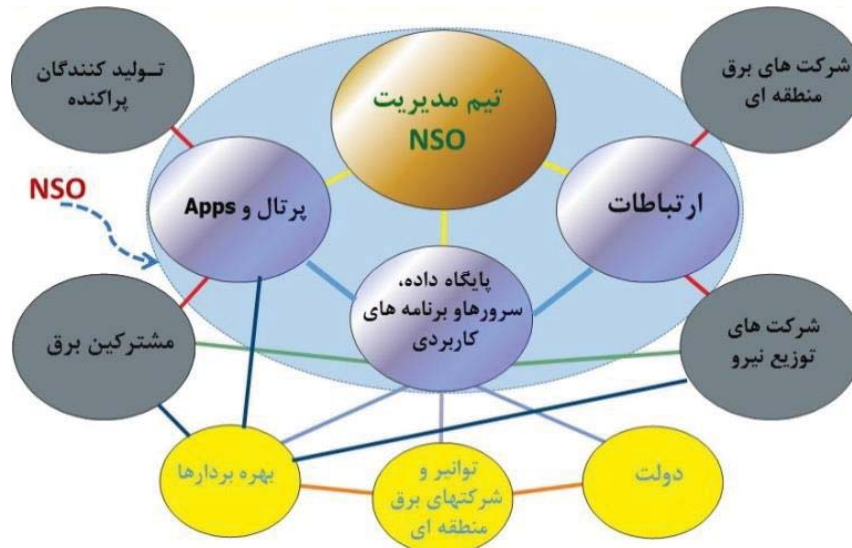 تـولید کنندگان
پراکنده
تیم مدیریت
NSO
شرکت های برق
منطقه ای
NSO
پرتال و Apps
ارتباطات
پایگاه داده،
سرورهاو برنامه های
کاربردی
مشترکین برق
شرکت های
توزیع نیرو
بهره بردارها
توانیر و
شرکتهای برق
منطقه ای
دولت